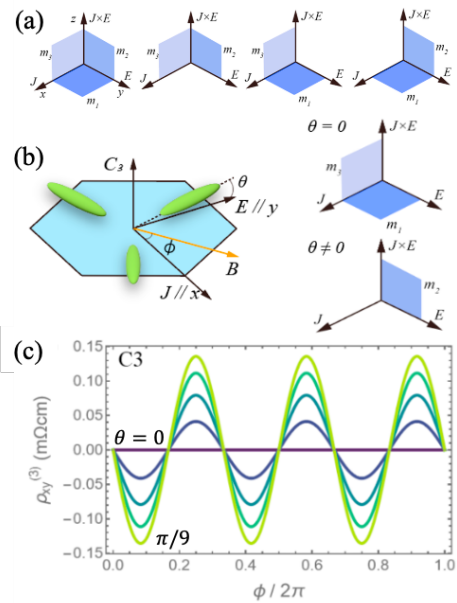 (a)
z J×E
m₃ m₂
J E
x m₁ y
J×E
m₃ m₂
J E
J×E
m₃
J E
m₁
J×E
m₂
J E
m₁
(b)
C₃
θ
E // y
ϕ
B
J // x
θ = 0
J×E
m₃
J E
m₁
θ ≠ 0
J×E
m₂
J E
(c)
C3
θ = 0
π/9
ρxy⁽³⁾ (mΩcm)
0.15
0.10
0.05
0.00
−0.05
−0.10
−0.15
0.0 0.2 0.4 0.6 0.8 1.0
ϕ / 2π